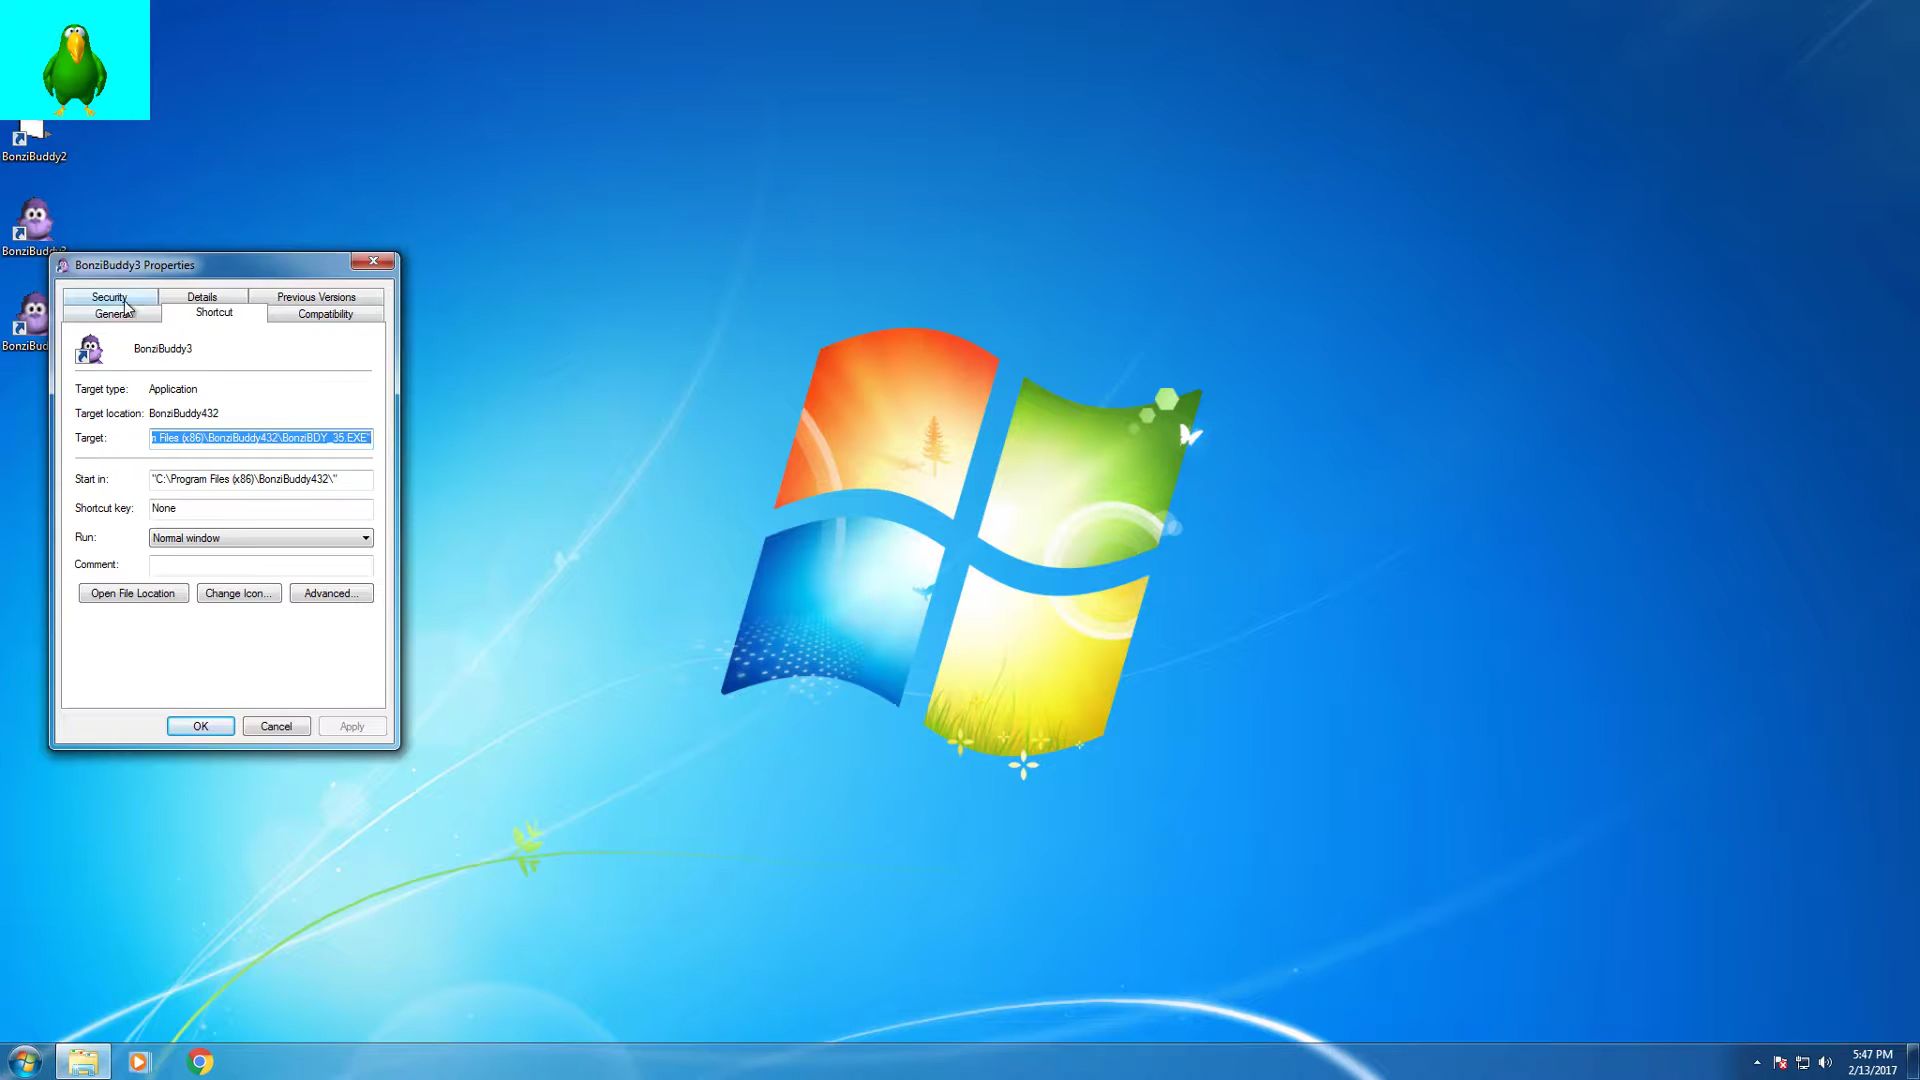 BonziBuddy2
BonziBuddy3 Properties
Security
Details
Previous Versions
General
Shortcut
Compatibility
BonziBuddy3
Target type: Application
Target location: BonziBuddy432
Target: n Files (x86)\BonziBuddy432\BonziBDY_35.EXE"
Start in: "C:\Program Files (x86)\BonziBuddy432\"
Shortcut key: None
Run: Normal window
Comment:
Open File Location
Change Icon...
Advanced...
OK
Cancel
Apply
5:47 PM
2/13/2017